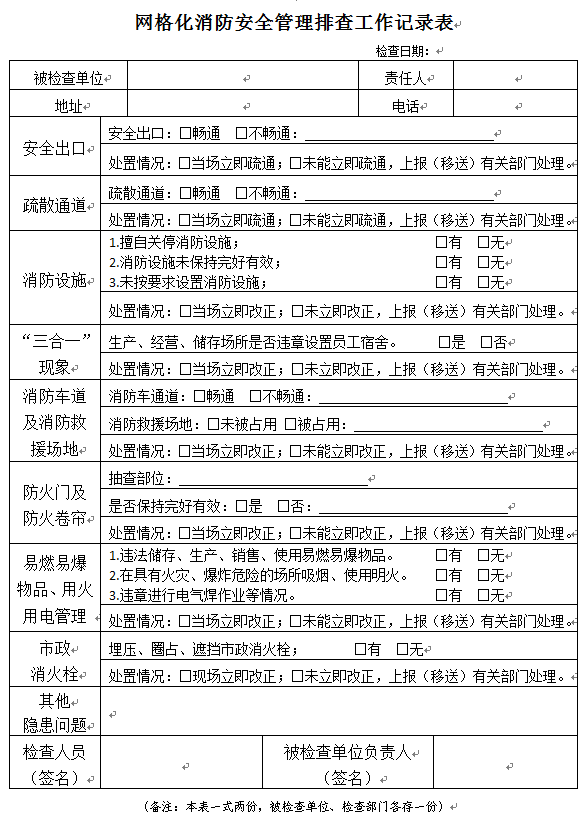 网格化消防安全管理排查工作记录表
检查日期：
被检查单位 责任人
地址 电话
安全出口
安全出口：□畅通 □不畅通：
处置情况：□当场立即疏通；□未能立即疏通，上报（移送）有关部门处理。
疏散通道
疏散通道：□畅通 □不畅通：
处置情况：□当场立即疏通；□未能立即疏通，上报（移送）有关部门处理。
消防设施
1.擅自关停消防设施； □有 □无
2.消防设施未保持完好有效； □有 □无
3.未按要求设置消防设施； □有 □无
处置情况：□当场立即改正；□未立即改正，上报（移送）有关部门处理。
“三合一”
现象
生产、经营、储存场所是否违章设置员工宿舍。 □是 □否
处置情况：□当场立即改正；□未立即改正，上报（移送）有关部门处理。
消防车道
及消防救
援场地
消防车通道：□畅通 □不畅通：
消防救援场地：□未被占用 □被占用：
处置情况：□当场立即改正；□未能立即改正，上报（移送）有关部门处理。
防火门及
防火卷帘
抽查部位：
是否保持完好有效：□是 □否：
处置情况：□当场立即改正；□未能立即改正，上报（移送）有关部门处理。
易燃易爆
物品、用火
用电管理
1.违法储存、生产、销售、使用易燃易爆物品。 □有 □无
2.在具有火灾、爆炸危险的场所吸烟、使用明火。 □有 □无
3.违章进行电气焊作业等情况。 □有 □无
处置情况：□当场立即改正；□未能立即改正，上报（移送）有关部门处理。
市政
消火栓
埋压、圈占、遮挡市政消火栓； □有 □无
处置情况：□现场立即改正；□未立即改正，上报（移送）有关部门处理。
其他
隐患问题
检查人员
（签名）
被检查单位负责人
（签名）
（备注：本表一式两份，被检查单位、检查部门各存一份）